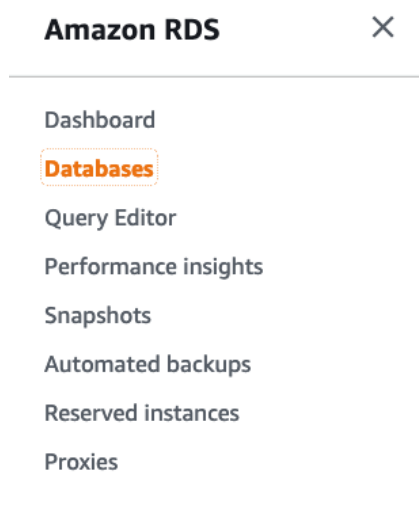 Amazon RDS
Dashboard
Databases
Query Editor
Performance insights
Snapshots
Automated backups
Reserved instances
Proxies